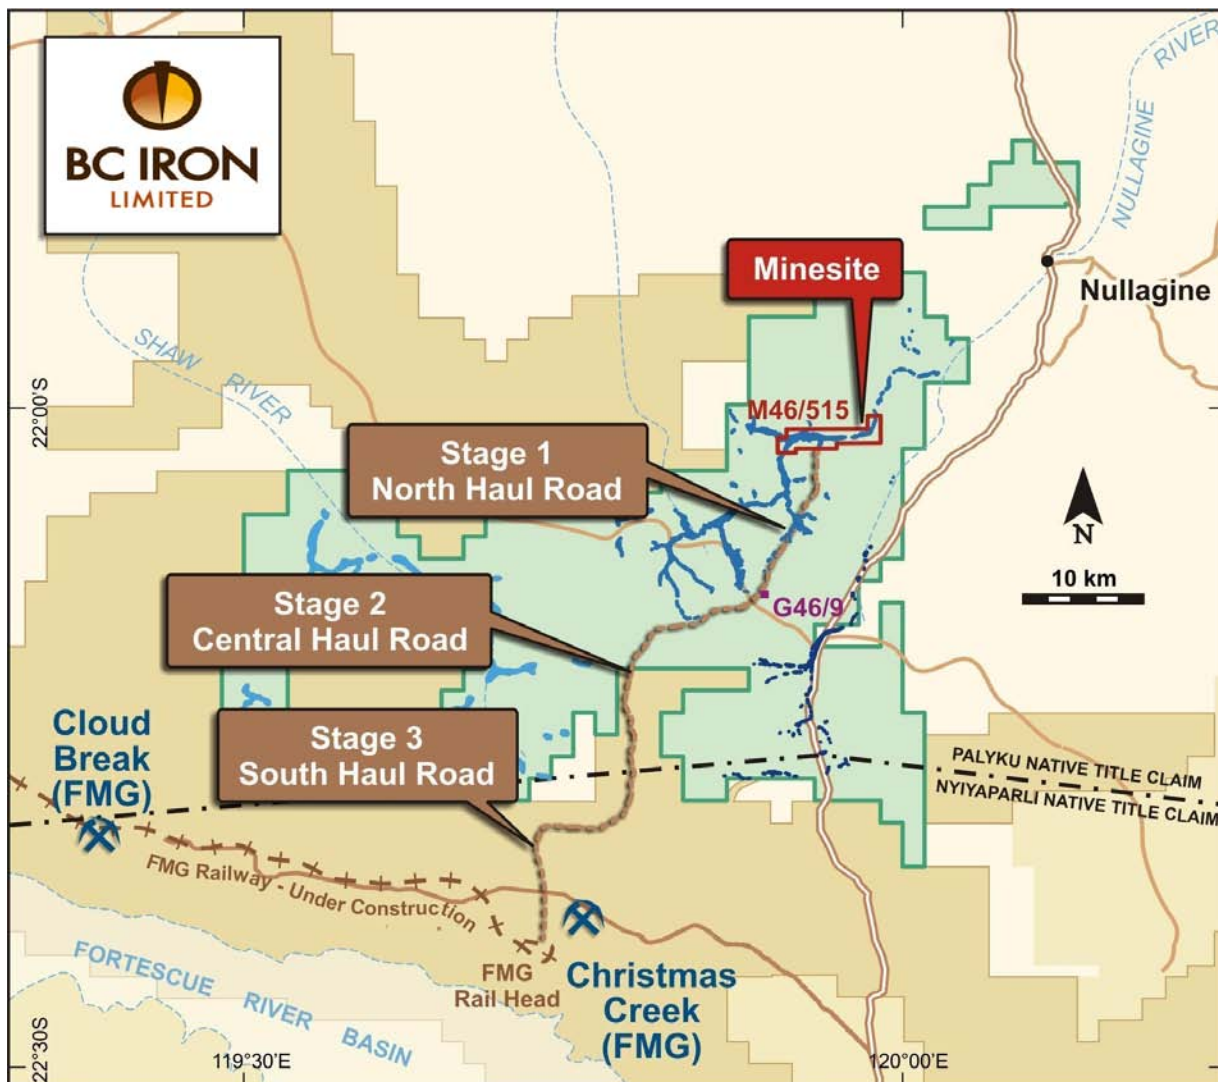 BC IRON
LIMITED
RIVER
NULLAGINE
Minesite
Nullagine
SHAW RIVER
22°00'S
M46/515
Stage 1
North Haul Road
N
10 km
Stage 2
Central Haul Road
G46/9
Stage 3
South Haul Road
Cloud
Break
(FMG)
PALYKU NATIVE TITLE CLAIM
NYIYAPARLI NATIVE TITLE CLAIM
FMG Railway - Under Construction
FMG
Rail Head
Christmas
Creek
(FMG)
FORTESCUE RIVER BASIN
22°30'S
119°30'E
120°00'E